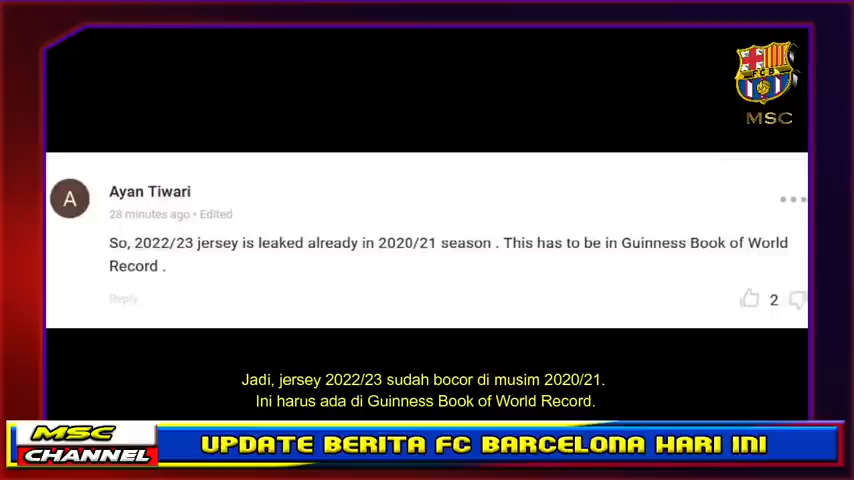 FCB
MSC
A
Ayan Tiwari
28 minutes ago • Edited
So, 2022/23 jersey is leaked already in 2020/21 season . This has to be in Guinness Book of World
Record .
Reply
2
Jadi, jersey 2022/23 sudah bocor di musim 2020/21.
Ini harus ada di Guinness Book of World Record.
MSC
CHANNEL
UPDATE BERITA FC BARCELONA HARI INI